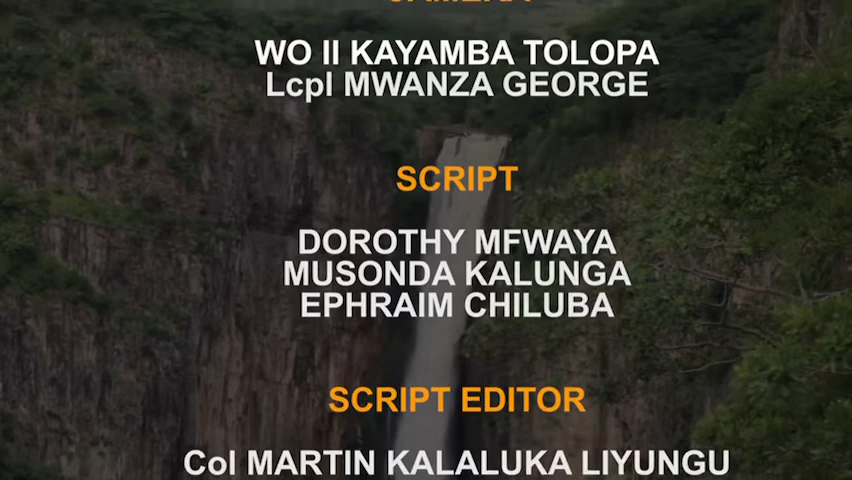 WO II KAYAMBA TOLOPA
Lcpl MWANZA GEORGE
SCRIPT
DOROTHY MFWAYA
MUSONDA KALUNGA
EPHRAIM CHILUBA
SCRIPT EDITOR
Col MARTIN KALALUKA LIYUNGU